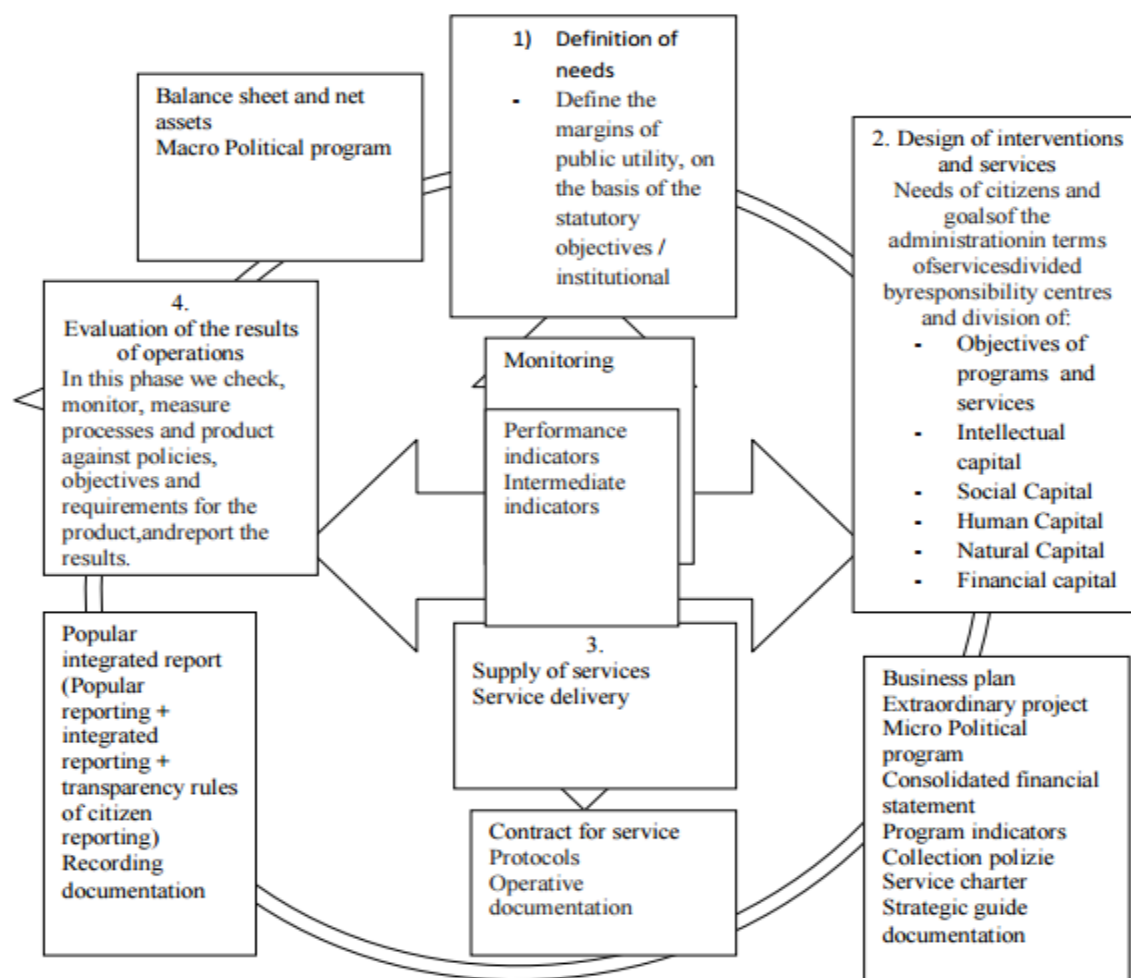 1) Definition of
needs
- Define the
margins of
public utility, on
the basis of the
statutory
objectives /
institutional
Balance sheet and net
assets
Macro Political program
2. Design of interventions
and services
Needs of citizens and
goalsof the
administrationin terms
ofservicesdivided
byresponsibility centres
and division of:
- Objectives of
programs and
services
- Intellectual
capital
- Social Capital
- Human Capital
- Natural Capital
- Financial capital
4.
Evaluation of the results
of operations
In this phase we check,
monitor, measure
processes and product
against policies,
objectives and
requirements for the
product,andreport the
results.
Monitoring
Performance
indicators
Intermediate
indicators
3.
Supply of services
Service delivery
Popular
integrated report
(Popular
reporting +
integrated
reporting +
transparency rules
of citizen
reporting)
Recording
documentation
Contract for service
Protocols
Operative
documentation
Business plan
Extraordinary project
Micro Political
program
Consolidated financial
statement
Program indicators
Collection polizie
Service charter
Strategic guide
documentation